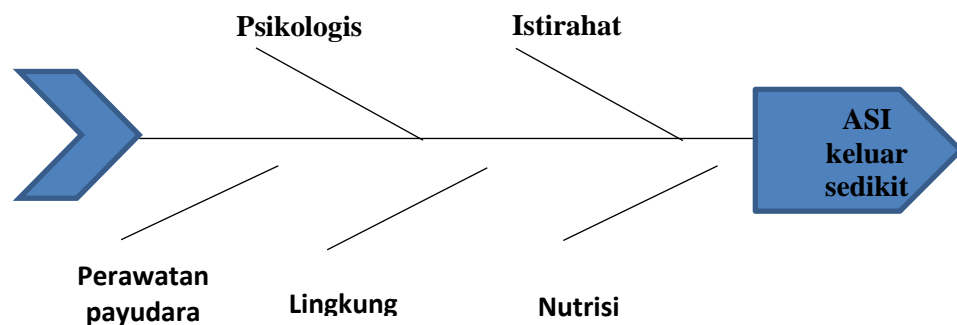 Psikologis
Istirahat
ASI
keluar
sedikit
Perawatan
payudara
Lingkung
Nutrisi